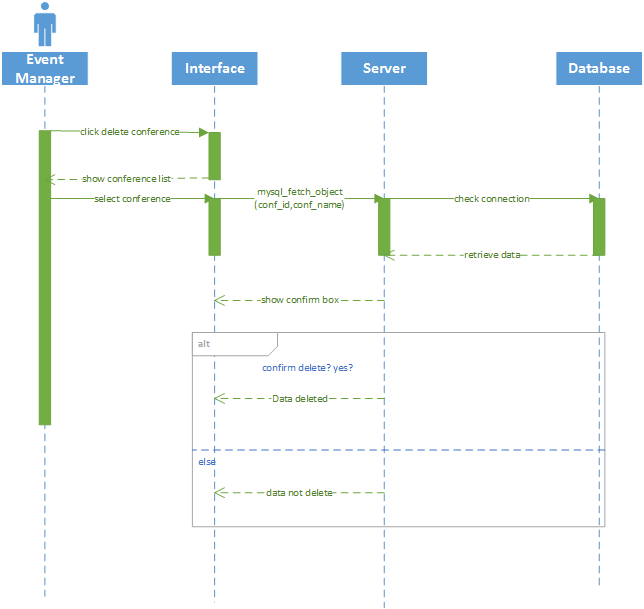 Event
Manager
Interface
Server
Database
click delete conference
show conference list
select conference
mysql_fetch_object
(conf_id,conf_name)
check connection
retrieve data
show confirm box
alt
confirm delete? yes?
Data deleted
else
data not delete